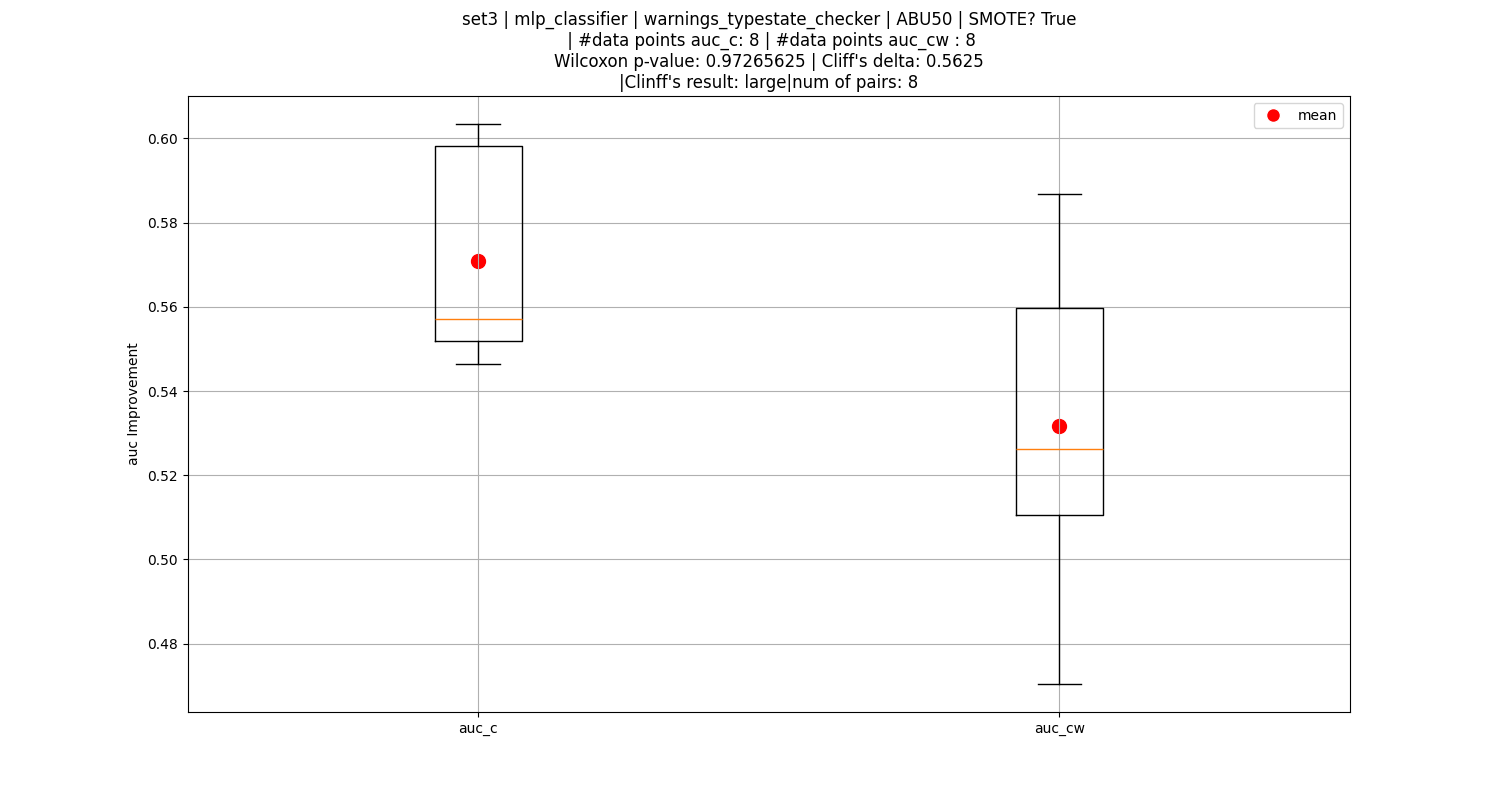 set3 | mlp_classifier | warnings_typestate_checker | ABU50 | SMOTE? True
| #data points auc_c: 8 | #data points auc_cw : 8
Wilcoxon p-value: 0.97265625 | Cliff's delta: 0.5625
|Clinff's result: large|num of pairs: 8
mean
0.60
0.58
0.56
0.54
0.52
0.50
0.48
auc Improvement
auc_c
auc_cw